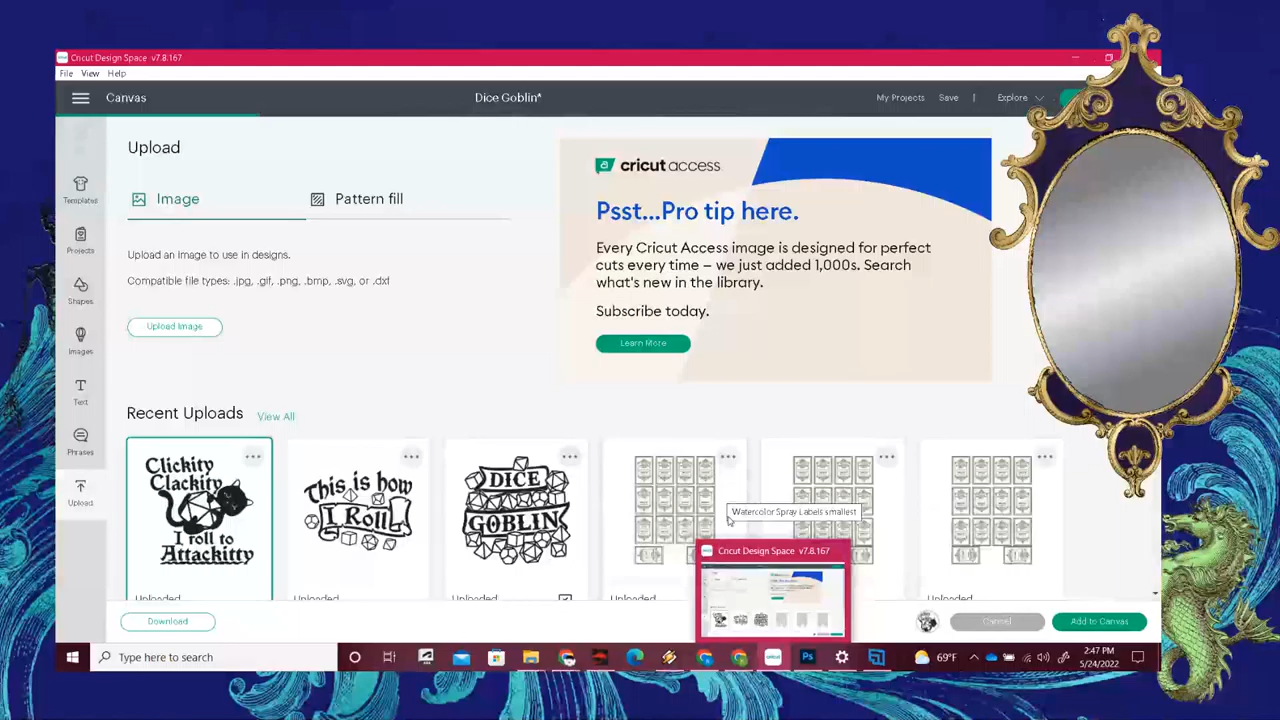 Cricut Design Space v7.8.167
File View Help
Canvas
Dice Goblin*
My Projects Save | Explore
Templates
Projects
Shapes
Images
Text
Phrases
Upload
Upload
Image
Pattern fill
Upload an image to use in designs.
Compatible file types: .jpg, .gif, .png, .bmp, .svg, or .dxf
Upload Image
cricut access
Psst...Pro tip here.
Every Cricut Access image is designed for perfect
cuts every time – we just added 1,000s. Search
what's new in the library.
Subscribe today.
Learn More
Recent Uploads View All
Clickity
Clackity
I roll to
Attackitty
This is how
I Roll
DICE
GOBLIN
Watercolor Spray Labels smallest
Uploaded
Uploaded
Uploaded
Uploaded
Uploaded
Cricut Design Space v7.8.167
Download
Cancel
Add to Canvas
Type here to search
69°F
2:47 PM
5/24/2022